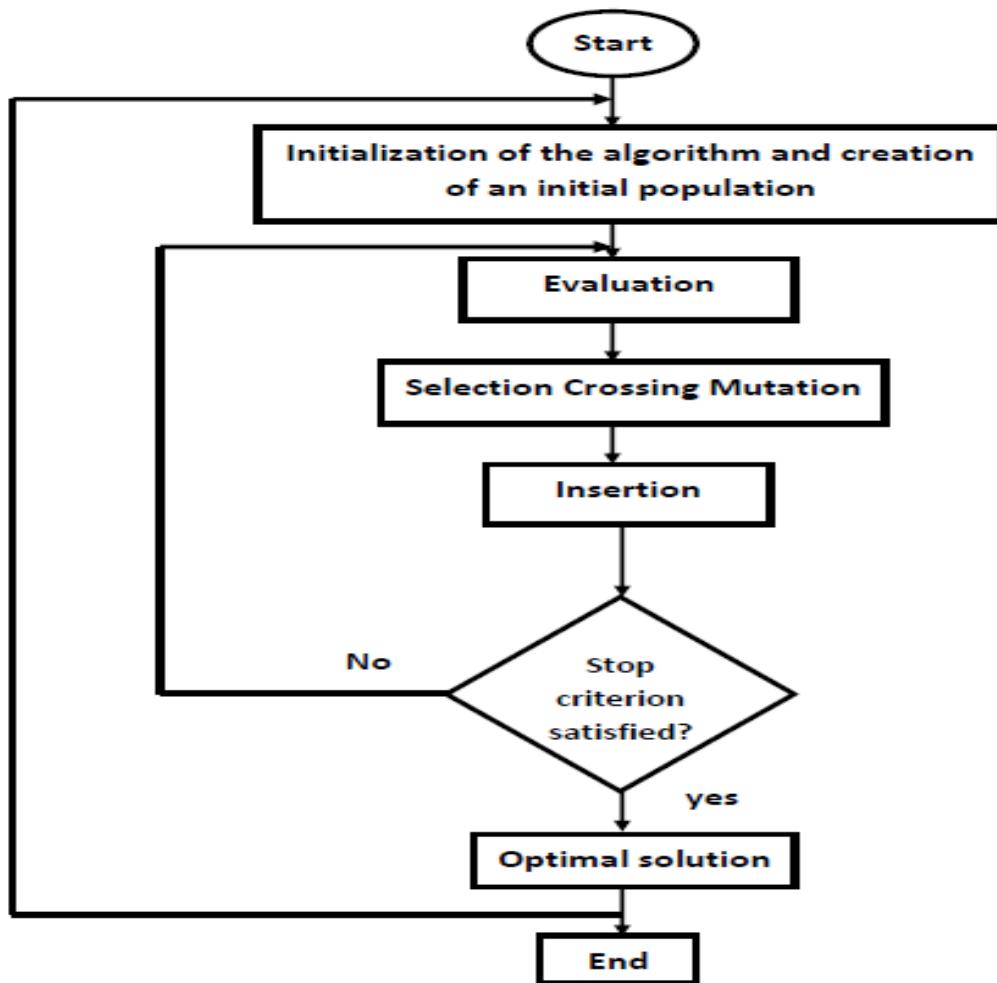 Start
Initialization of the algorithm and creation
of an initial population
Evaluation
Selection Crossing Mutation
Insertion
No
Stop
criterion
satisfied?
yes
Optimal solution
End